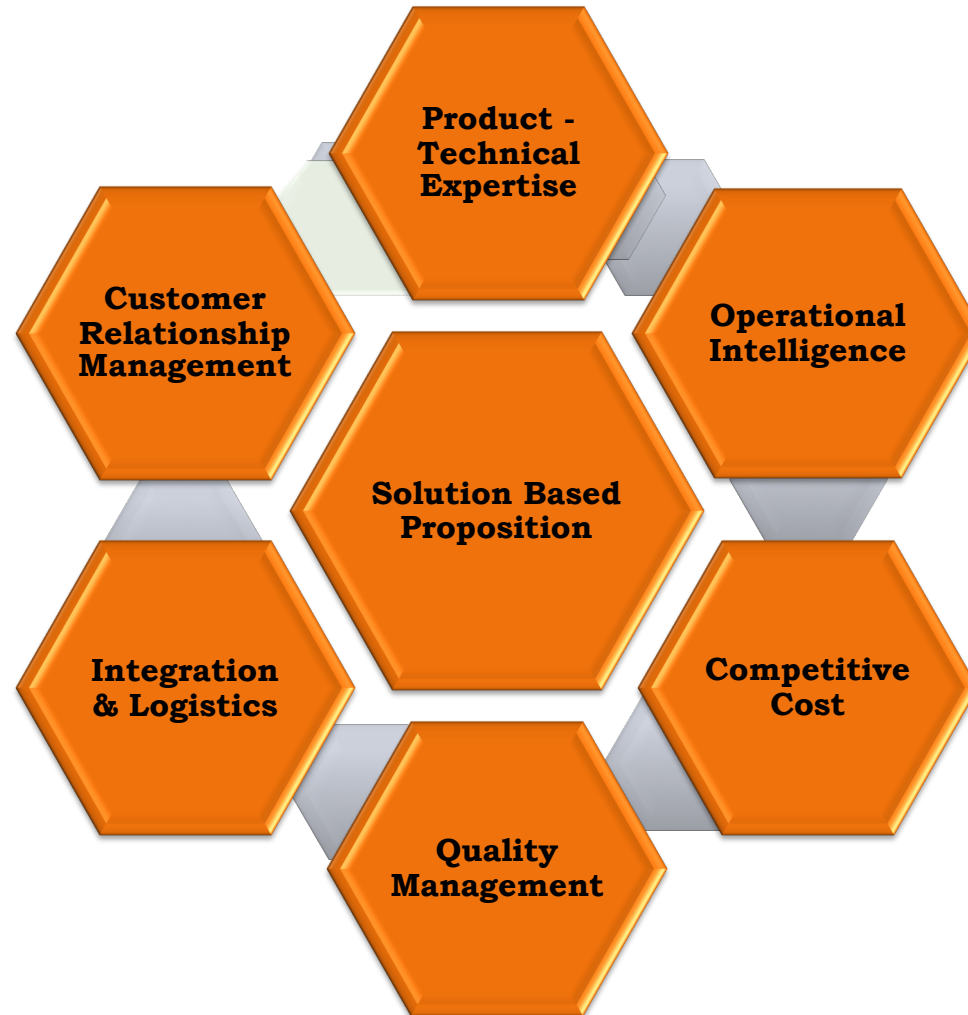 Product -
Technical
Expertise
Customer
Relationship
Management
Operational
Intelligence
Solution Based
Proposition
Integration
& Logistics
Competitive
Cost
Quality
Management